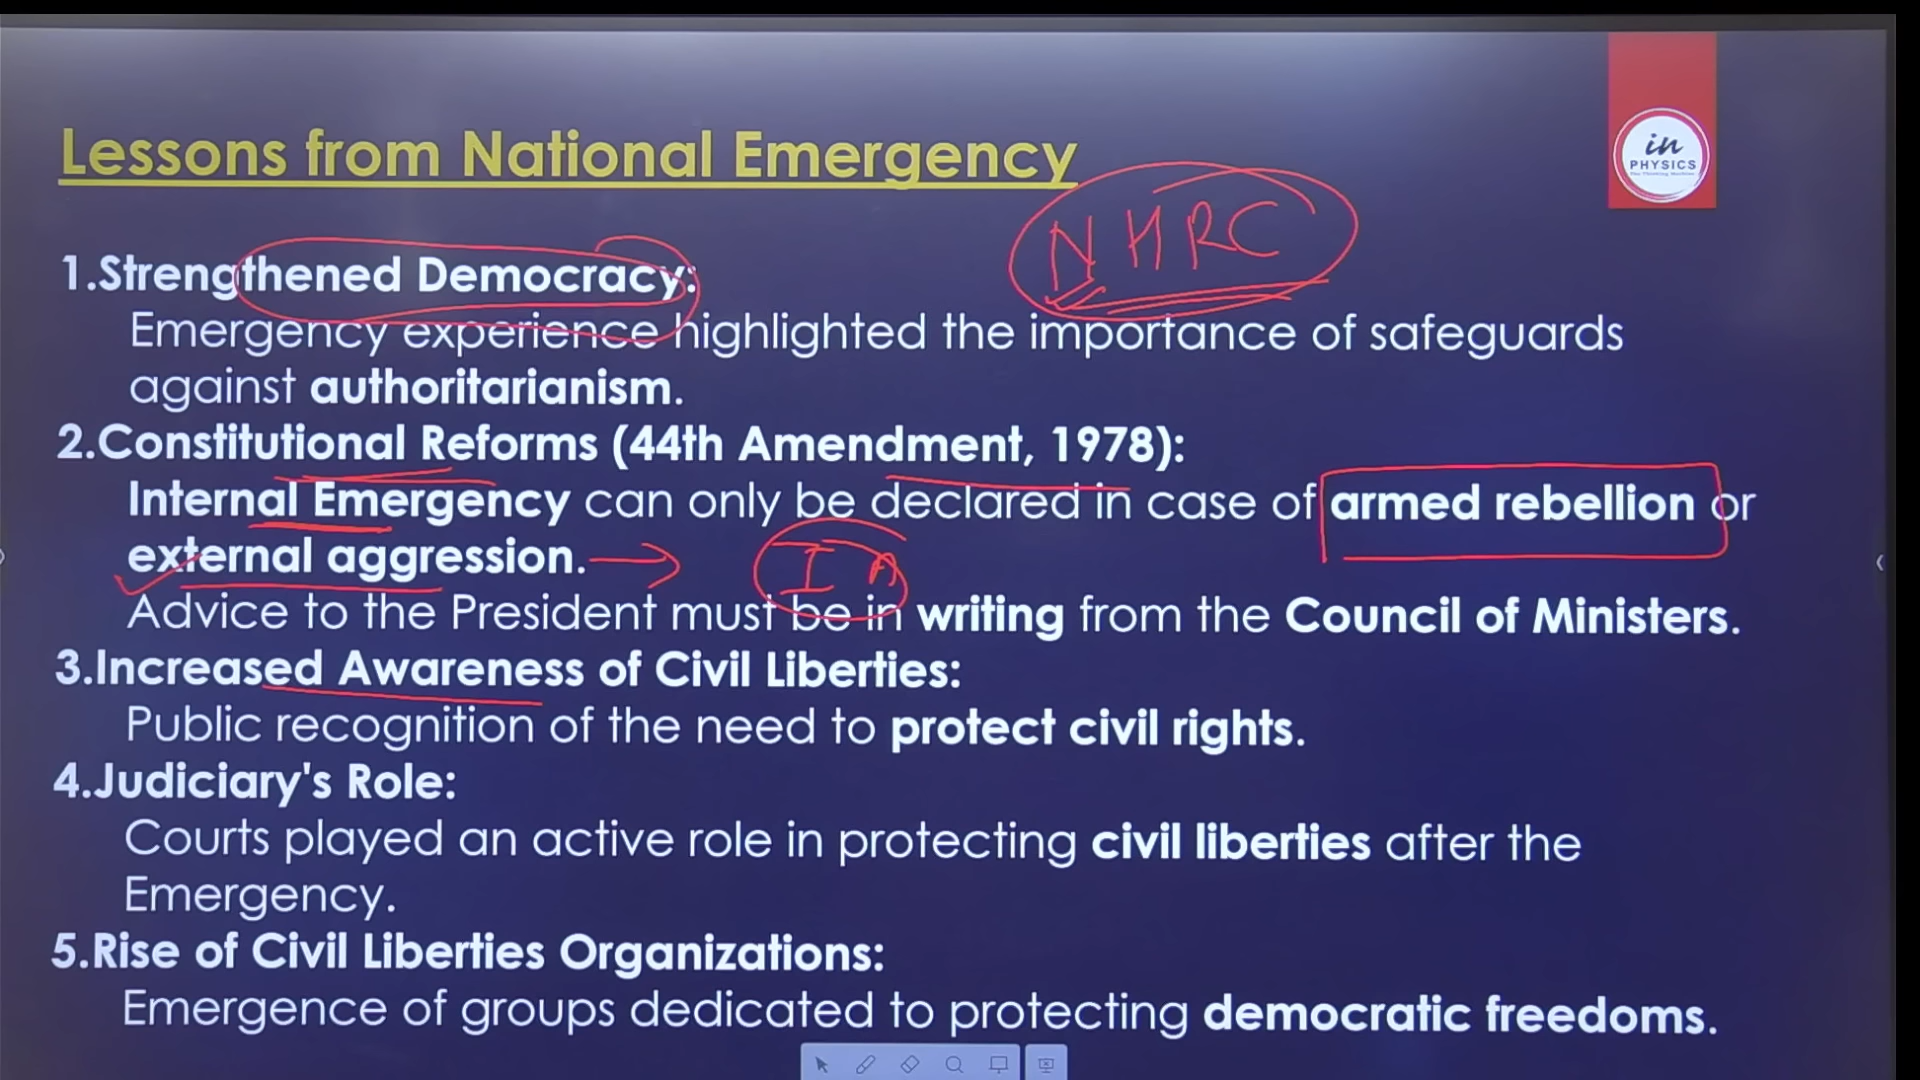 in
PHYSICS
Lessons from National Emergency
NHRC
1.Strengthened Democracy:
Emergency experience highlighted the importance of safeguards
against authoritarianism.
2.Constitutional Reforms (44th Amendment, 1978):
Internal Emergency can only be declared in case of armed rebellion or
external aggression.
IA
Advice to the President must be in writing from the Council of Ministers.
3.Increased Awareness of Civil Liberties:
Public recognition of the need to protect civil rights.
4.Judiciary's Role:
Courts played an active role in protecting civil liberties after the
Emergency.
5.Rise of Civil Liberties Organizations:
Emergence of groups dedicated to protecting democratic freedoms.